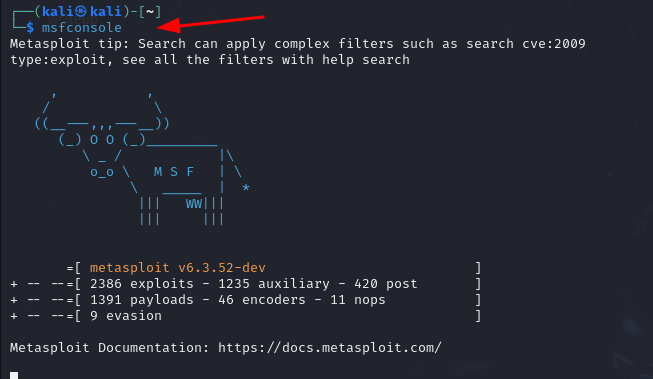 ┌──(kali㉿kali)-[~]
└─$ msfconsole
Metasploit tip: Search can apply complex filters such as search cve:2009
type:exploit, see all the filters with help search

     ,           ,
    /             \
   ((__---,,,---__))
      (_) O O (_)_________
         \ _ /            |\
          o_o \   M S F   | \
               \   _____  |  *
                |||   WW|||
                |||     |||

       =[ metasploit v6.3.52-dev                          ]
+ -- --=[ 2386 exploits - 1235 auxiliary - 420 post       ]
+ -- --=[ 1391 payloads - 46 encoders - 11 nops           ]
+ -- --=[ 9 evasion                                       ]

Metasploit Documentation: https://docs.metasploit.com/